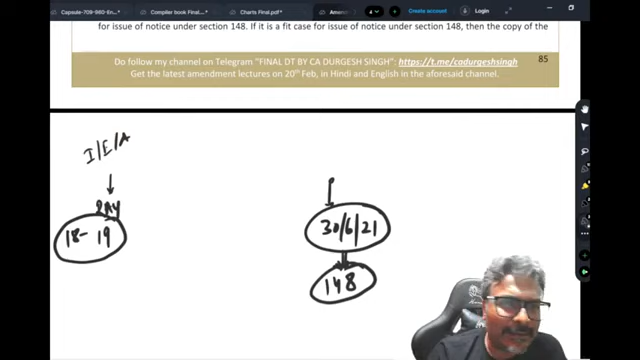 Capsule-709-980-En...
Compiler book Final...
Charts Final.pdf*
Amen
4
Create account
for issue of notice under section 148. If it is a fit case for issue of notice under section 148, then the copy of the
Do follow my channel on Telegram "FINAL DT BY CA DURGESH SINGH": https://t.me/cadurgeshsingh
85
Get the latest amendment lectures on 20th Feb, in Hindi and English in the aforesaid channel.
I/E/A
18-19
30/6/21
148